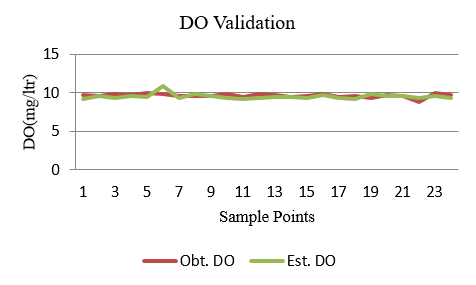 DO Validation
15
10
5
0
DO(mg/ltr)
1 3 5 7 9 11 13 15 17 19 21 23
Sample Points
Obt. DO Est. DO